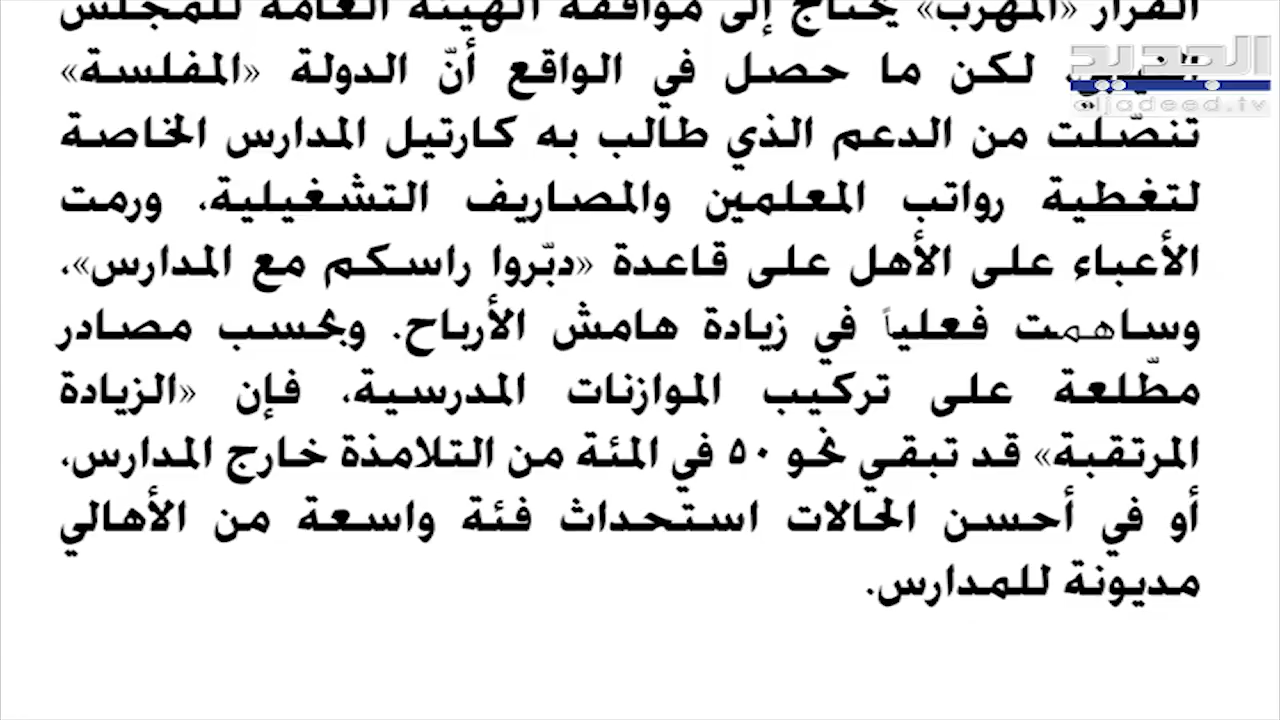 القرار «المهرب» يحتاج إلى موافقة الهيئة العامة للمجلس
لكن ما حصل في الواقع أنّ الدولة «المفلسة»
تنصّلت من الدعم الذي طالب به كارتيل المدارس الخاصة
لتغطية رواتب المعلمين والمصاريف التشغيلية، ورمت
الأعباء على الأهل على قاعدة «دبّروا راسكم مع المدارس»،
وساهمت فعلياً في زيادة هامش الأرباح. وبحسب مصادر
مطّلعة على تركيب الموازنات المدرسية، فإن «الزيادة
المرتقبة» قد تبقي نحو ٥٠ في المئة من التلامذة خارج المدارس،
أو في أحسن الحالات استحداث فئة واسعة من الأهالي
مديونة للمدارس.
الجديد
aljadeed.tv